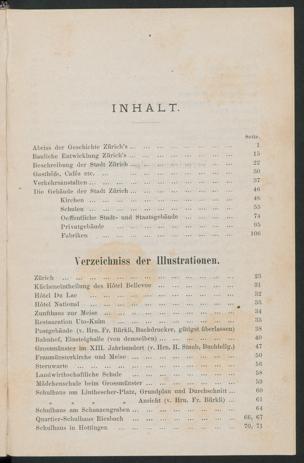 INHALT.
Seite.
Abriss der Geschichte Zürich's ... 1
Bauliche Entwicklung Zürich's ... 15
Beschreibung der Stadt Zürich ... 22
Gasthöfe, Cafés etc. ... 30
Verkehrsanstalten ... 37
Die Gebäude der Stadt Zürich ... 46
Kirchen ... 48
Schulen ... 55
Oeffentliche Stadt- und Staatsgebäude ... 74
Privatgebäude ... 95
Fabriken ... 106
Verzeichniss der Illustrationen.
Zürich ... 23
Kücheneintheilung des Hôtel Bellevue ... 31
Hôtel Du Lac ... 32
Hôtel National ... 33
Zunfthaus zur Meise ... 34
Restauration Uto-Kulm ... 35
Postgebäude (v. Hrn. Fr. Bürkli, Buchdrucker, gütigst überlassen) 38
Bahnhof, Einsteighalle (von demselben) ... 40
Grossmünster im XIII. Jahrhundert (v. Hrn. H. Staub, Buchhdlg.) 47
Fraumünsterkirche und Meise ... 50
Sternwarte ... 56
Landwirthschaftliche Schule ... 58
Mädchenschule beim Grossmünster ... 59
Schulhaus am Linthescher-Platz, Grundplan und Durchschnitt ... 60
" " " Ansicht (v. Hrn. Fr. Bürkli) ... 61
Schulhaus am Schanzengraben ... 64
Quartier-Schulhaus Riesbach ... 66, 67
Schulhaus in Hottingen ... 70, 71